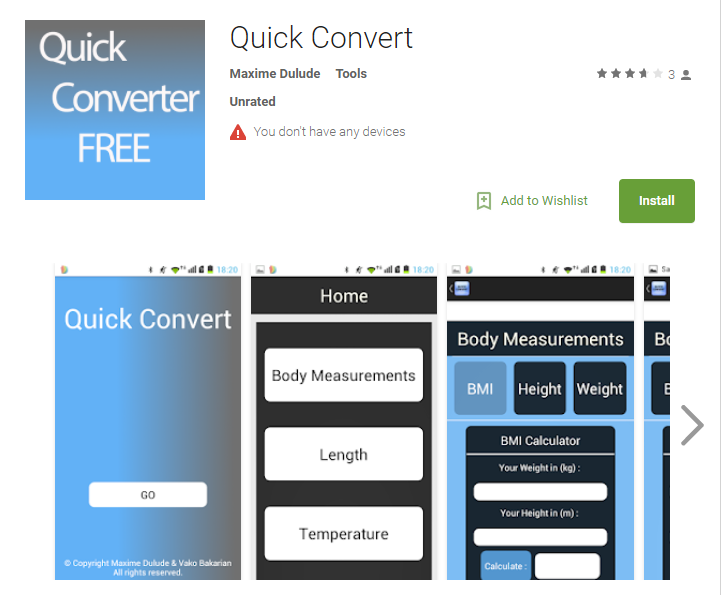 Quick
Converter
FREE
Quick Convert
Maxime Dulude Tools
3
Unrated
You don't have any devices
Add to Wishlist
Install
18:20
Quick Convert
GO
© Copyright Maxime Dulude & Vako Bakarian
All rights reserved.
18:20
Home
Body Measurements
Length
Temperature
18:20
Body Measurements
BMI Height Weight
BMI Calculator
Your Weight in (kg) :
Your Height in (m) :
Calculate :